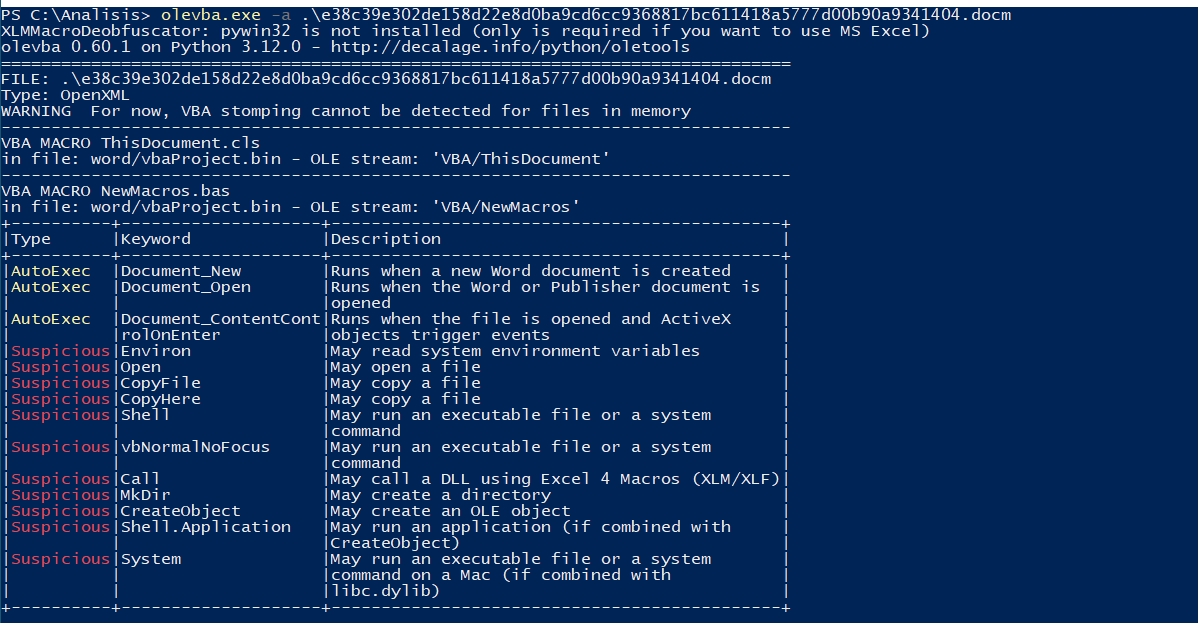 PS C:\Analisis> olevba.exe -a .\e38c39e302de158d22e8d0ba9cd6cc9368817bc611418a5777d00b90a9341404.docm
XLMMacroDeobfuscator: pywin32 is not installed (only is required if you want to use MS Excel)
olevba 0.60.1 on Python 3.12.0 - http://decalage.info/python/oletools
===============================================================================
FILE: .\e38c39e302de158d22e8d0ba9cd6cc9368817bc611418a5777d00b90a9341404.docm
Type: OpenXML
WARNING  For now, VBA stomping cannot be detected for files in memory
-------------------------------------------------------------------------------
VBA MACRO ThisDocument.cls
in file: word/vbaProject.bin - OLE stream: 'VBA/ThisDocument'
-------------------------------------------------------------------------------
VBA MACRO NewMacros.bas
in file: word/vbaProject.bin - OLE stream: 'VBA/NewMacros'
+----------+--------------------+---------------------------------------------+
|Type      |Keyword             |Description                                  |
+----------+--------------------+---------------------------------------------+
|AutoExec  |Document_New        |Runs when a new Word document is created     |
|AutoExec  |Document_Open       |Runs when the Word or Publisher document is  |
|          |                    |opened                                       |
|AutoExec  |Document_ContentCont|Runs when the file is opened and ActiveX     |
|          |rolOnEnter          |objects trigger events                       |
|Suspicious|Environ             |May read system environment variables        |
|Suspicious|Open                |May open a file                              |
|Suspicious|CopyFile            |May copy a file                              |
|Suspicious|CopyHere            |May copy a file                              |
|Suspicious|Shell               |May run an executable file or a system       |
|          |                    |command                                      |
|Suspicious|vbNormalNoFocus     |May run an executable file or a system       |
|          |                    |command                                      |
|Suspicious|Call                |May call a DLL using Excel 4 Macros (XLM/XLF)|
|Suspicious|MkDir               |May create a directory                       |
|Suspicious|CreateObject        |May create an OLE object                     |
|Suspicious|Shell.Application   |May run an application (if combined with     |
|          |                    |CreateObject)                                |
|Suspicious|System              |May run an executable file or a system       |
|          |                    |command on a Mac (if combined with           |
|          |                    |libc.dylib)                                  |
+----------+--------------------+---------------------------------------------+